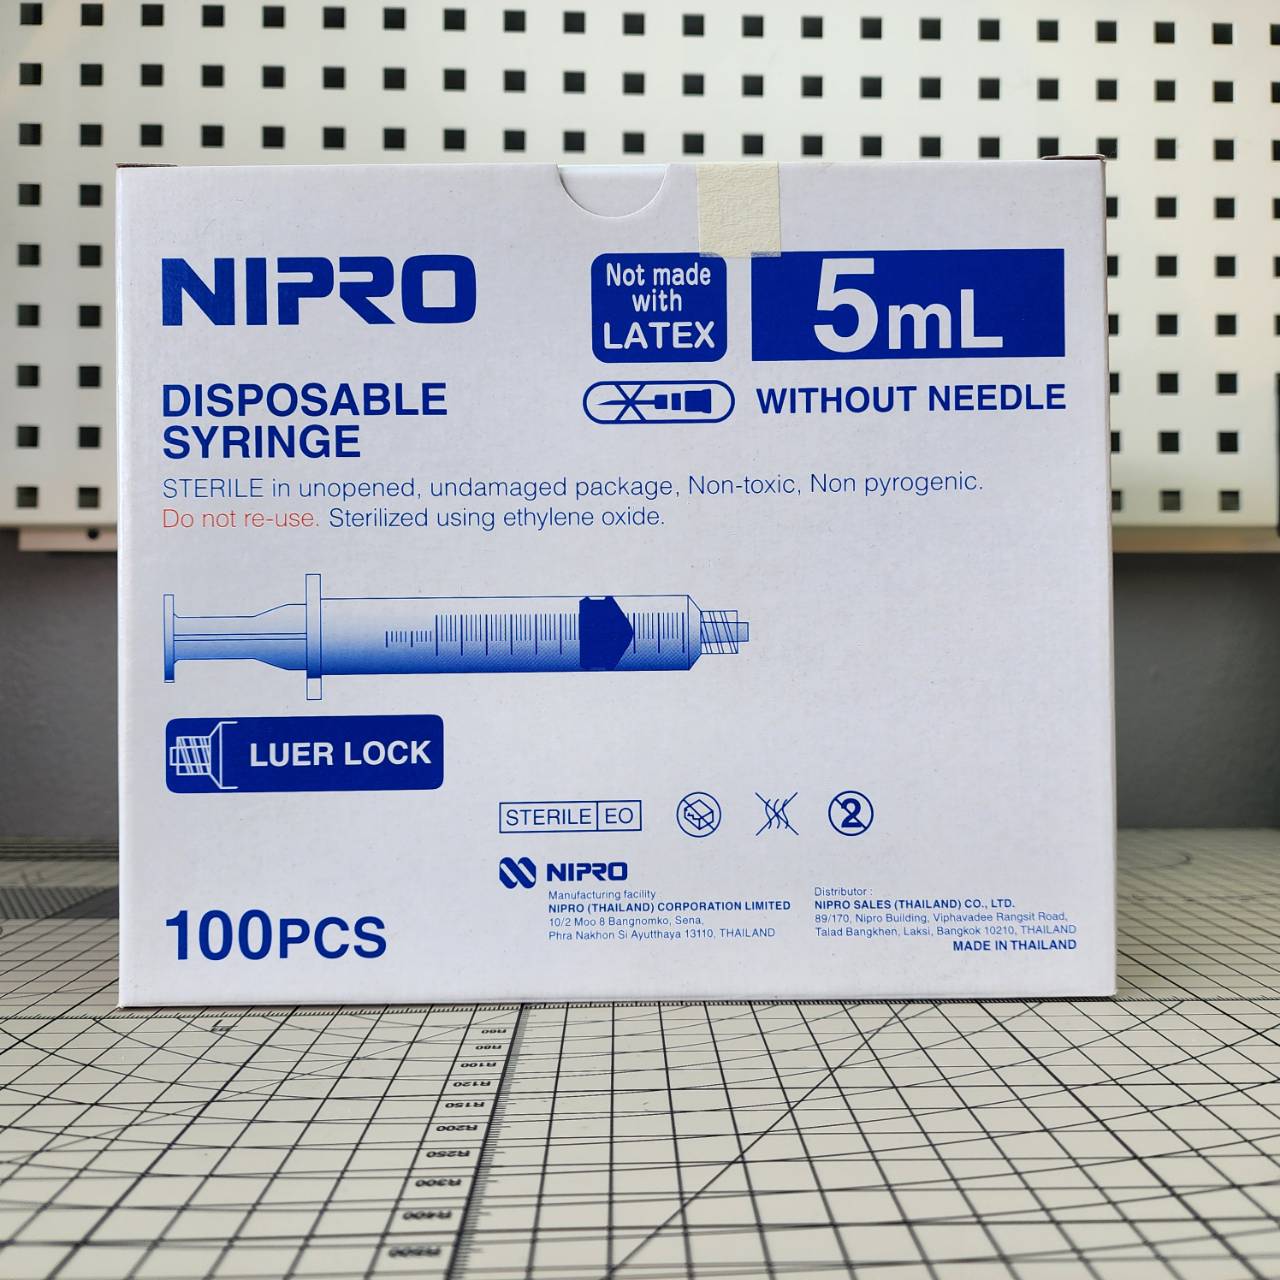 NIPRO
Not made
with
LATEX
5mL
DISPOSABLE
SYRINGE
WITHOUT NEEDLE
STERILE in unopened, undamaged package, Non-toxic, Non pyrogenic.
Do not re-use. Sterilized using ethylene oxide.
LUER LOCK
STERILE EO
2
NIPRO
Manufacturing facility
NIPRO (THAILAND) CORPORATION LIMITED
10/2 Moo 8 Bangnomko, Sena,
Phra Nakhon Si Ayutthaya 13110, THAILAND
Distributor :
NIPRO SALES (THAILAND) CO., LTD.
89/170, Nipro Building, Viphavadee Rangsit Road,
Talad Bangkhen, Laksi, Bangkok 10210, THAILAND
MADE IN THAILAND
100PCS
R60
R80
R100
R120
R150
R200
R250
R300
R400
R500